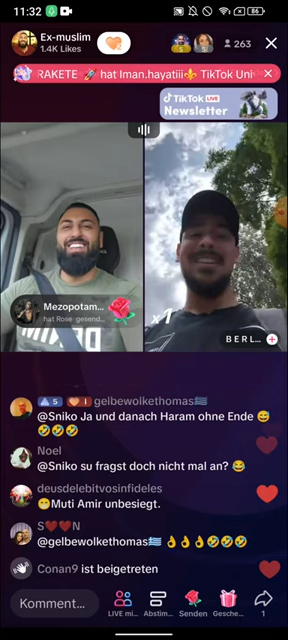 11:32
86
Ex-muslim
1.4K Likes
263
RAKETE 🚀 hat Iman.hayatiii⚜️ TikTok Uni
TikTok LIVE
Newsletter
Mezopotam...
hat Rose gesend...
x1
BERL...
5 1 gelbewolkethomas🇬🇷
@Sniko Ja und danach Haram ohne Ende 😅
🤣🤣🤣
Noel
@Sniko su fragst doch nicht mal an? 😂
deusdelebitvosinfideles
😁Muti Amir unbesiegt.
S❤️❤️N
@gelbewolkethomas🇬🇷 👌👌👌🤣🤣🤣
Conan9 ist beigetreten
Komment...
LIVE mi...
Abstim...
Senden
Gesche...
1